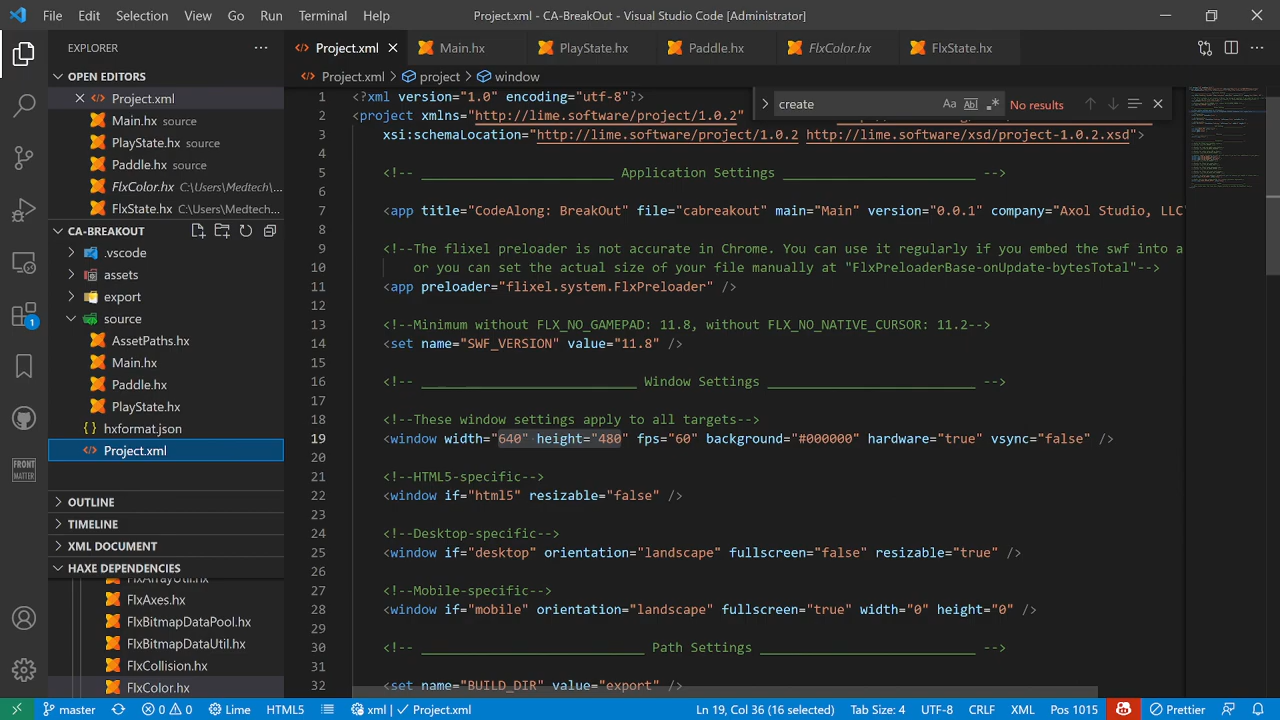 File Edit Selection View Go Run Terminal Help
Project.xml - CA-BreakOut - Visual Studio Code [Administrator]
EXPLORER
OPEN EDITORS
Project.xml
Main.hx source
PlayState.hx source
Paddle.hx source
FlxColor.hx C:\Users\Medtech\...
FlxState.hx C:\Users\Medtech...
CA-BREAKOUT
.vscode
assets
export
source
AssetPaths.hx
Main.hx
Paddle.hx
PlayState.hx
hxformat.json
Project.xml
OUTLINE
TIMELINE
XML DOCUMENT
HAXE DEPENDENCIES
FlxArrayUtil.hx
FlxAxes.hx
FlxBitmapDataPool.hx
FlxBitmapDataUtil.hx
FlxCollision.hx
FlxColor.hx
1
FRONT
MATTER
Project.xml Main.hx PlayState.hx Paddle.hx FlxColor.hx FlxState.hx
Project.xml project window
create Aa Ab No results
1 <?xml version="1.0" encoding="utf-8"?>
2 <project xmlns="http://lime.software/project/1.0.2"
3 xsi:schemaLocation="http://lime.software/project/1.0.2 http://lime.software/xsd/project-1.0.2.xsd">
4
5 <!-- _________________________ Application Settings _________________________ -->
6
7 <app title="CodeAlong: BreakOut" file="cabreakout" main="Main" version="0.0.1" company="Axol Studio, LLC"
8
9 <!--The flixel preloader is not accurate in Chrome. You can use it regularly if you embed the swf into a
10 or you can set the actual size of your file manually at "FlxPreloaderBase-onUpdate-bytesTotal"-->
11 <app preloader="flixel.system.FlxPreloader" />
12
13 <!--Minimum without FLX_NO_GAMEPAD: 11.8, without FLX_NO_NATIVE_CURSOR: 11.2-->
14 <set name="SWF_VERSION" value="11.8" />
15
16 <!-- ____________________________ Window Settings ___________________________ -->
17
18 <!--These window settings apply to all targets-->
19 <window width="640" height="480" fps="60" background="#000000" hardware="true" vsync="false" />
20
21 <!--HTML5-specific-->
22 <window if="html5" resizable="false" />
23
24 <!--Desktop-specific-->
25 <window if="desktop" orientation="landscape" fullscreen="false" resizable="true" />
26
27 <!--Mobile-specific-->
28 <window if="mobile" orientation="landscape" fullscreen="true" width="0" height="0" />
29
30 <!-- _____________________________ Path Settings ____________________________ -->
31
32 <set name="BUILD_DIR" value="export" />
master 0 0 Lime HTML5 xml Project.xml Ln 19, Col 36 (16 selected) Tab Size: 4 UTF-8 CRLF XML Pos 1015 Prettier